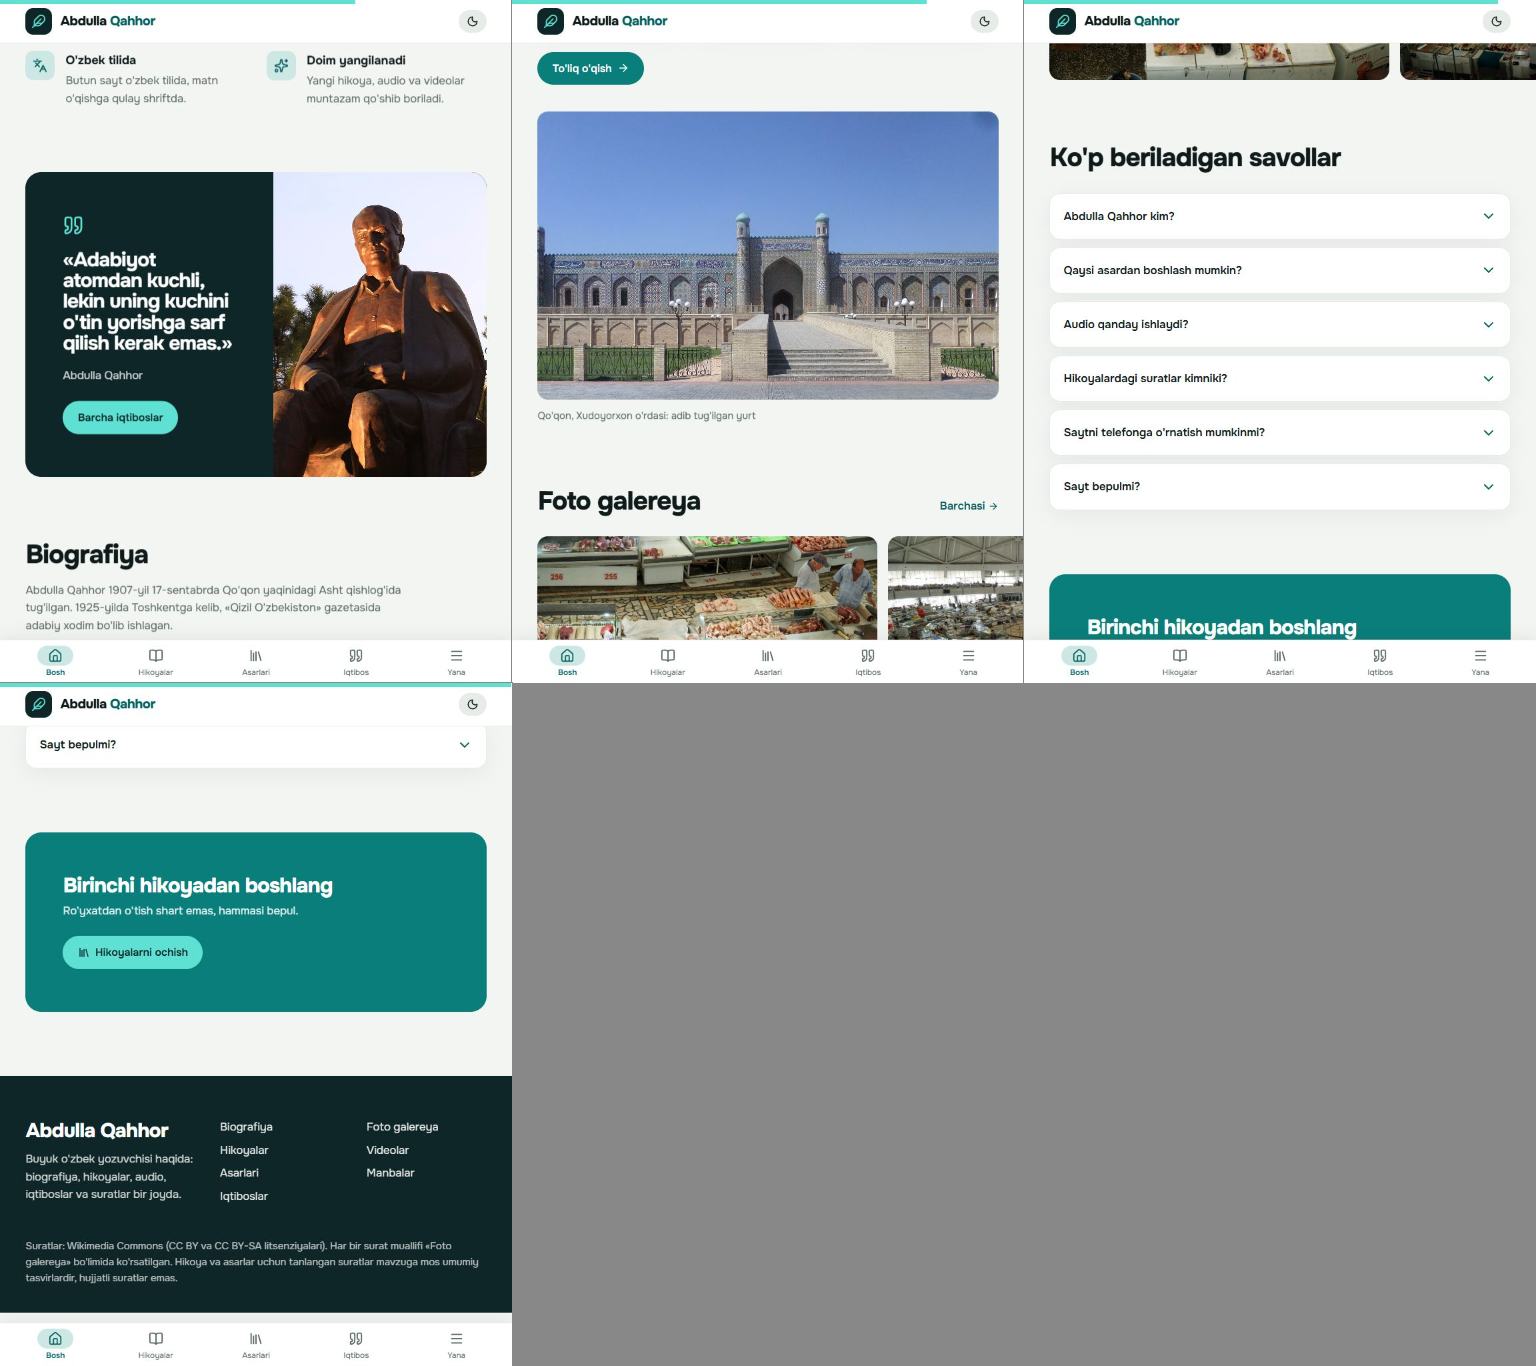 Abdulla Qahhor
O'zbek tilida
Butun sayt o'zbek tilida, matn
o'qishga qulay shriftda.
Doim yangilanadi
Yangi hikoya, audio va videolar
muntazam qo'shib boriladi.
«Adabiyot
atomdan kuchli,
lekin uning kuchini
o'tin yorishga sarf
qilish kerak emas.»
Abdulla Qahhor
Barcha iqtiboslar
Biografiya
Abdulla Qahhor 1907-yil 17-sentabrda Qo'qon yaqinidagi Asht qishlog'ida
tug'ilgan. 1925-yilda Toshkentga kelib, «Qizil O'zbekiston» gazetasida
adabiy xodim bo'lib ishlagan.
Bosh
Hikoyalar
Asarlari
Iqtibos
Yana
Abdulla Qahhor
To'liq o'qish
Qo'qon, Xudoyorxon o'rdasi: adib tug'ilgan yurt
Foto galereya
Barchasi
256
255
Bosh
Hikoyalar
Asarlari
Iqtibos
Yana
Abdulla Qahhor
Ko'p beriladigan savollar
Abdulla Qahhor kim?
Qaysi asardan boshlash mumkin?
Audio qanday ishlaydi?
Hikoyalardagi suratlar kimniki?
Saytni telefonga o'rnatish mumkinmi?
Sayt bepulmi?
Birinchi hikoyadan boshlang
Bosh
Hikoyalar
Asarlari
Iqtibos
Yana
Abdulla Qahhor
Sayt bepulmi?
Birinchi hikoyadan boshlang
Ro'yxatdan o'tish shart emas, hammasi bepul.
Hikoyalarni ochish
Abdulla Qahhor
Buyuk o'zbek yozuvchisi haqida:
biografiya, hikoyalar, audio,
iqtiboslar va suratlar bir joyda.
Biografiya
Hikoyalar
Asarlari
Iqtiboslar
Foto galereya
Videolar
Manbalar
Suratlar: Wikimedia Commons (CC BY va CC BY-SA litsenziyalari). Har bir surat muallifi «Foto
galereya» bo'limida ko'rsatilgan. Hikoya va asarlar uchun tanlangan suratlar mavzuga mos umumiy
tasvirlardir, hujjatli suratlar emas.
Bosh
Hikoyalar
Asarlari
Iqtibos
Yana